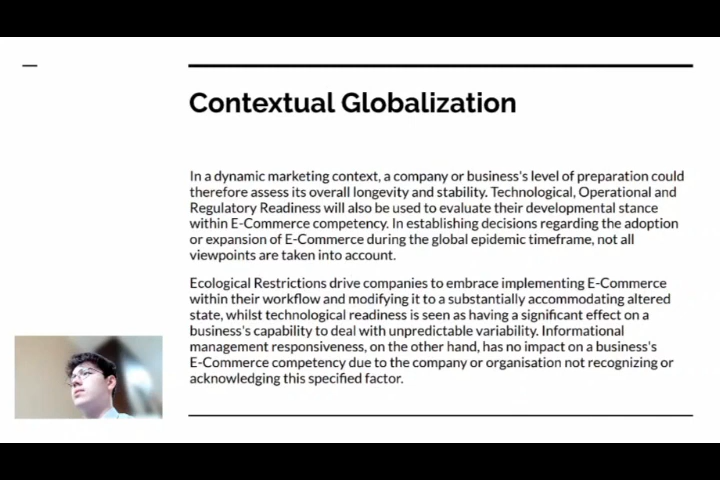 Contextual Globalization
In a dynamic marketing context, a company or business's level of preparation could
therefore assess its overall longevity and stability. Technological, Operational and
Regulatory Readiness will also be used to evaluate their developmental stance
within E-Commerce competency. In establishing decisions regarding the adoption
or expansion of E-Commerce during the global epidemic timeframe, not all
viewpoints are taken into account.
Ecological Restrictions drive companies to embrace implementing E-Commerce
within their workflow and modifying it to a substantially accommodating altered
state, whilst technological readiness is seen as having a significant effect on a
business's capability to deal with unpredictable variability. Informational
management responsiveness, on the other hand, has no impact on a business's
E-Commerce competency due to the company or organisation not recognizing or
acknowledging this specified factor.